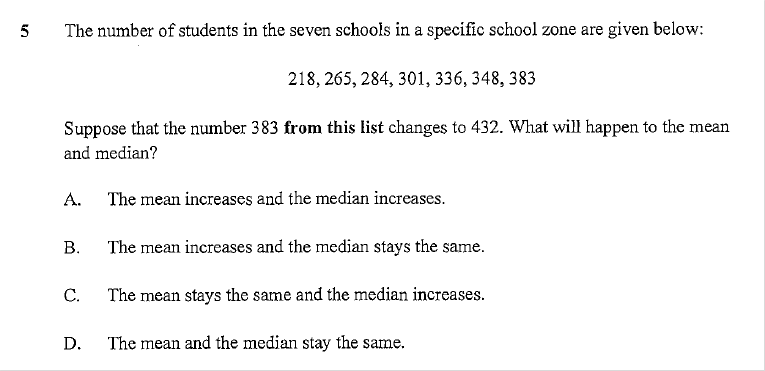 5 The number of students in the seven schools in a specific school zone are given below:
218, 265, 284, 301, 336, 348, 383
Suppose that the number 383 from this list changes to 432. What will happen to the mean
and median?
A. The mean increases and the median increases.
B. The mean increases and the median stays the same.
C. The mean stays the same and the median increases.
D. The mean and the median stay the same.